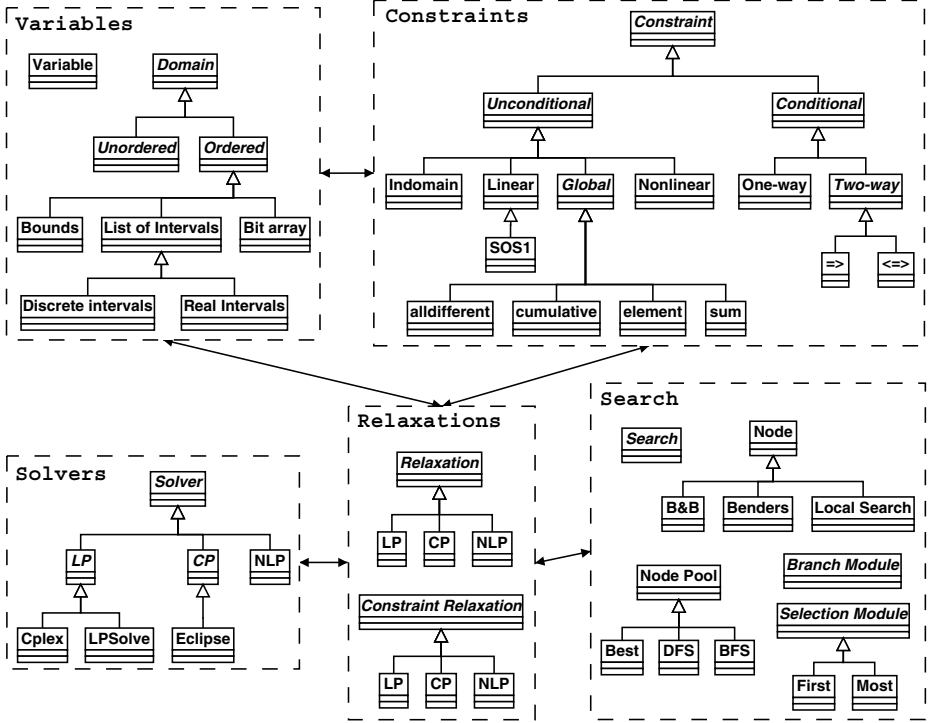 Variables
Variable
Domain
Unordered
Ordered
Bounds
List of Intervals
Bit array
Discrete intervals
Real Intervals
Constraints
Constraint
Unconditional
Conditional
Indomain
Linear
Global
Nonlinear
One-way
Two-way
SOS1
=>
<=>
alldifferent
cumulative
element
sum
Solvers
Solver
LP
CP
NLP
Cplex
LPSolve
Eclipse
Relaxations
Relaxation
LP
CP
NLP
Constraint Relaxation
LP
CP
NLP
Search
Search
Node
B&B
Benders
Local Search
Node Pool
Branch Module
Selection Module
Best
DFS
BFS
First
Most